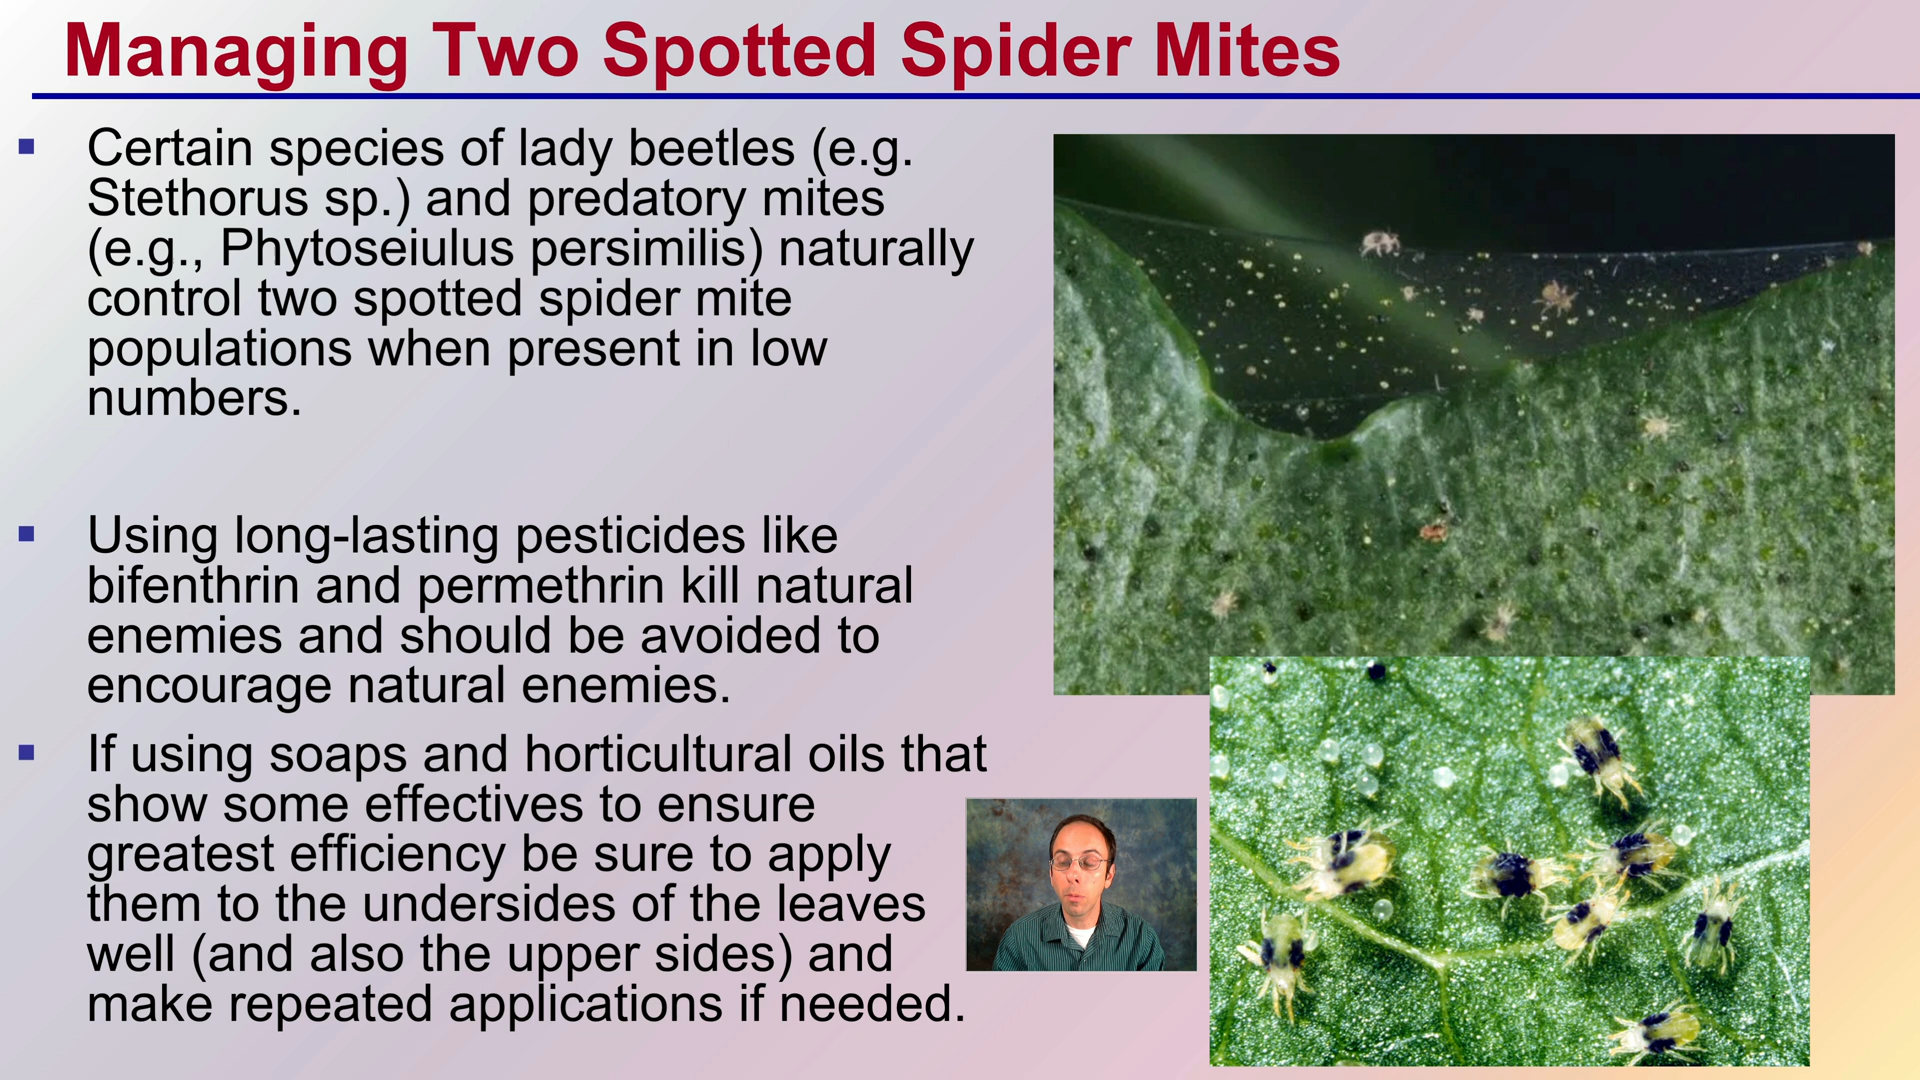 Managing Two Spotted Spider Mites
Certain species of lady beetles (e.g.
Stethorus sp.) and predatory mites
(e.g., Phytoseiulus persimilis) naturally
control two spotted spider mite
populations when present in low
numbers.
Using long-lasting pesticides like
bifenthrin and permethrin kill natural
enemies and should be avoided to
encourage natural enemies.
If using soaps and horticultural oils that
show some effectives to ensure
greatest efficiency be sure to apply
them to the undersides of the leaves
well (and also the upper sides) and
make repeated applications if needed.